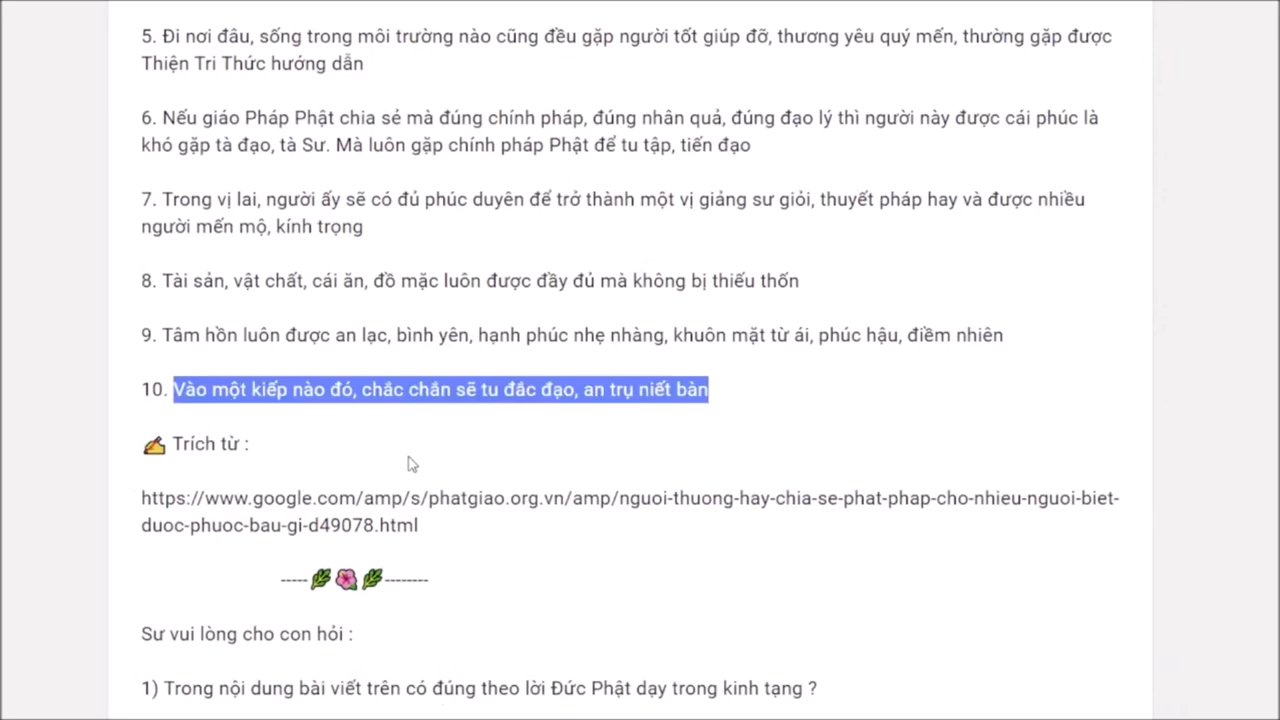 5. Đi nơi đâu, sống trong môi trường nào cũng đều gặp người tốt giúp đỡ, thương yêu quý mến, thường gặp được
Thiện Tri Thức hướng dẫn
6. Nếu giáo Pháp Phật chia sẻ mà đúng chính pháp, đúng nhân quả, đúng đạo lý thì người này được cái phúc là
khó gặp tà đạo, tà Sư. Mà luôn gặp chính pháp Phật để tu tập, tiến đạo
7. Trong vị lai, người ấy sẽ có đủ phúc duyên để trở thành một vị giảng sư giỏi, thuyết pháp hay và được nhiều
người mến mộ, kính trọng
8. Tài sản, vật chất, cái ăn, đồ mặc luôn được đầy đủ mà không bị thiếu thốn
9. Tâm hồn luôn được an lạc, bình yên, hạnh phúc nhẹ nhàng, khuôn mặt từ ái, phúc hậu, điềm nhiên
10. Vào một kiếp nào đó, chắc chắn sẽ tu đắc đạo, an trụ niết bàn
✍ Trích từ :
https://www.google.com/amp/s/phatgiao.org.vn/amp/nguoi-thuong-hay-chia-se-phat-phap-cho-nhieu-nguoi-biet-
duoc-phuoc-bau-gi-d49078.html
-----🌿🌺🌿--------
Sư vui lòng cho con hỏi :
1) Trong nội dung bài viết trên có đúng theo lời Đức Phật dạy trong kinh tạng ?